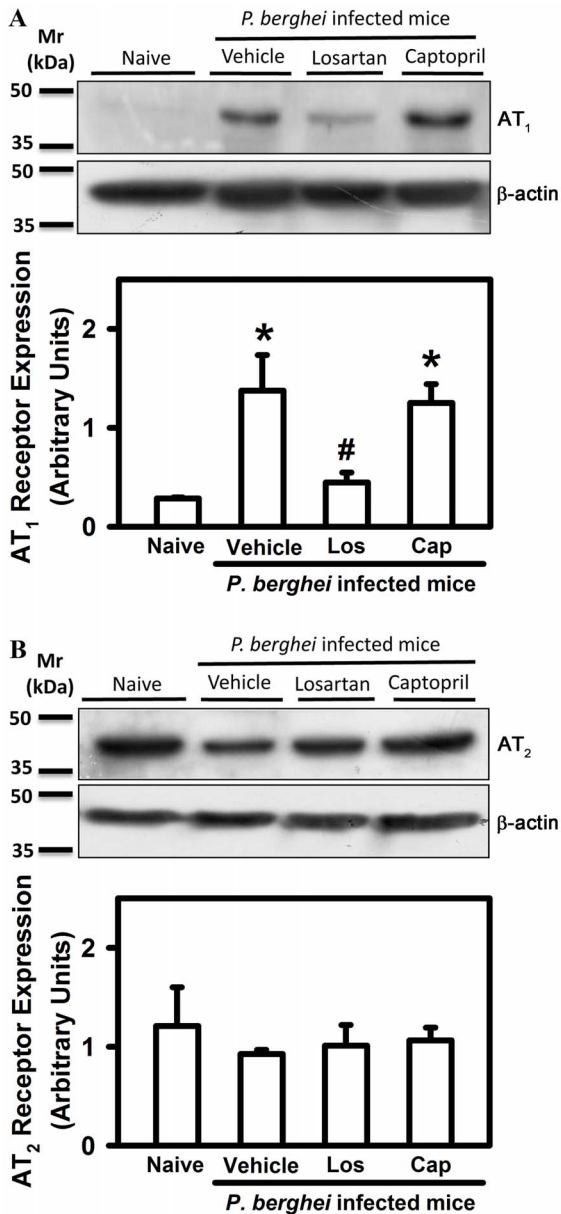 A
P. berghei infected mice
Mr
(kDa)
Naive Vehicle Losartan Captopril
50
35
AT1
50
35
β-actin
AT1 Receptor Expression
(Arbitrary Units)
2
1
0
*
#
*
Naive Vehicle Los Cap
P. berghei infected mice
B
P. berghei infected mice
Mr
(kDa)
Naive Vehicle Losartan Captopril
50
35
AT2
50
35
β-actin
AT2 Receptor Expression
(Arbitrary Units)
2
1
0
Naive Vehicle Los Cap
P. berghei infected mice